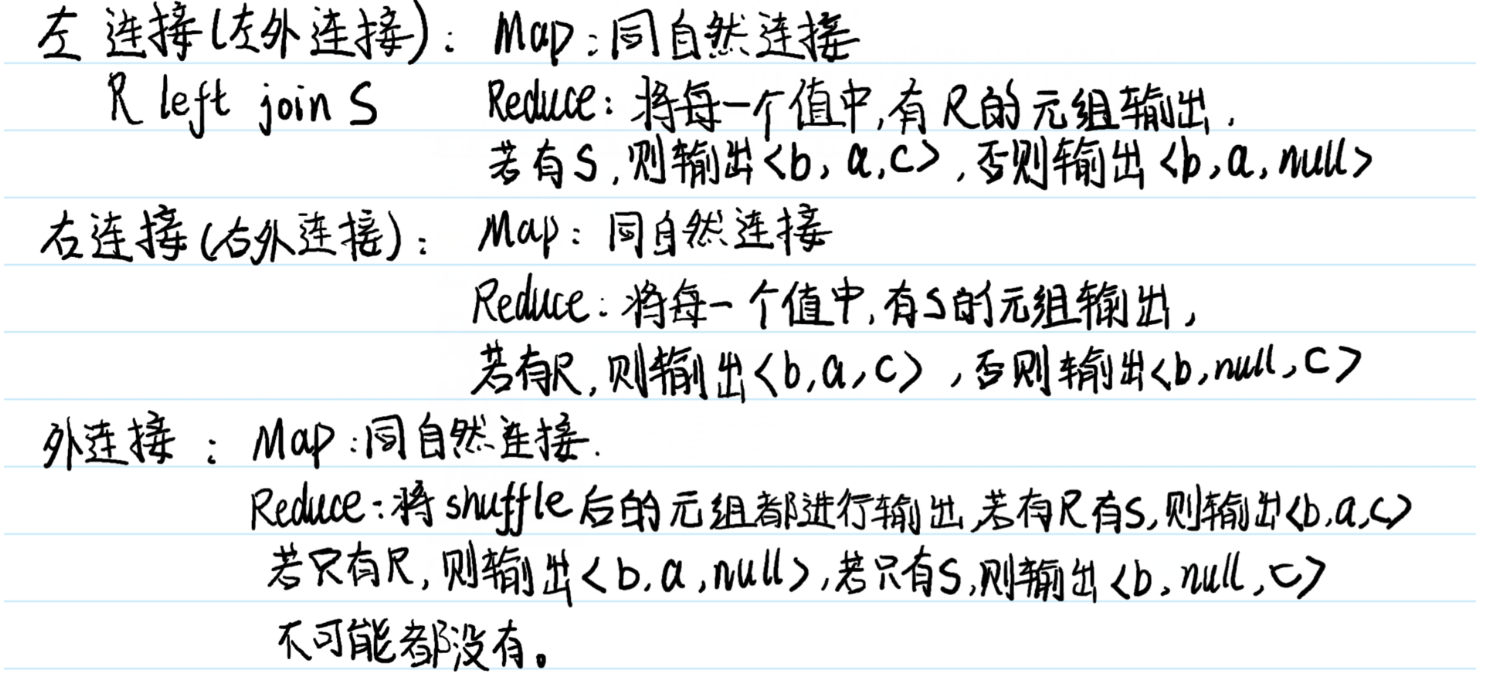 左连接(左外连接)： Map：同自然连接
R left join S Reduce：将每一个值中,有R的元组输出,
若有S,则输出<b, a,c>,否则输出<b,a,null>
右连接(右外连接)： Map：同自然连接
Reduce：将每一个值中,有S的元组输出,
若有R,则输出<b,a,c>,否则输出<b,null,c>
外连接：Map：同自然连接.
Reduce：将shuffle后的元组都进行输出,若有R有S,则输出<b,a,c>
若只有R,则输出<b,a,null>,若只有S,则输出<b,null,c>
不可能都没有。